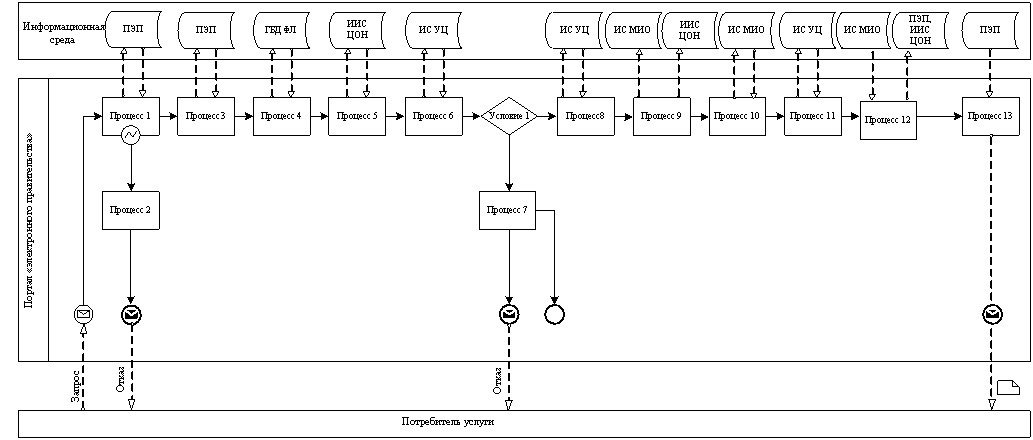 Информационная
среда
ПЭП
ПЭП
ГБД ФЛ
ИИС
ЦОН
ИС УЦ
ИС УЦ
ИС МИО
ИИС
ЦОН
ИС МИО
ИС УЦ
ИС МИО
ПЭП,
ИИС
ЦОН
ПЭП
Портал «электронного правительства»
Процесс 1
Процесс3
Процесс 4
Процесс 5
Процесс 6
Условие 1
Процесс8
Процесс 9
Процесс 10
Процесс 11
Процесс 12
Процесс 13
Процесс 2
Процесс 7
Запрос
Отказ
Отказ
Потребитель услуги